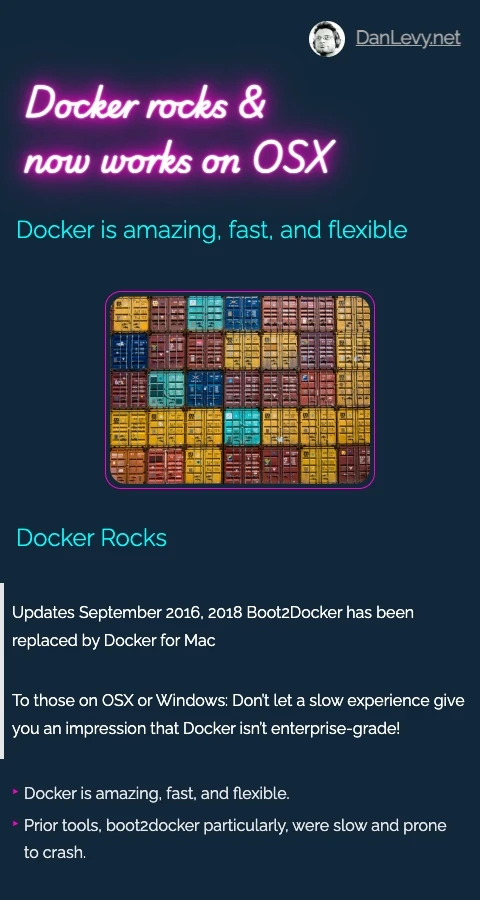 DanLevy.net
Docker rocks &
now works on OSX
Docker is amazing, fast, and flexible
Docker Rocks
Updates September 2016, 2018 Boot2Docker has been
replaced by Docker for Mac
To those on OSX or Windows: Don't let a slow experience give
you an impression that Docker isn't enterprise-grade!
Docker is amazing, fast, and flexible.
Prior tools, boot2docker particularly, were slow and prone
to crash.